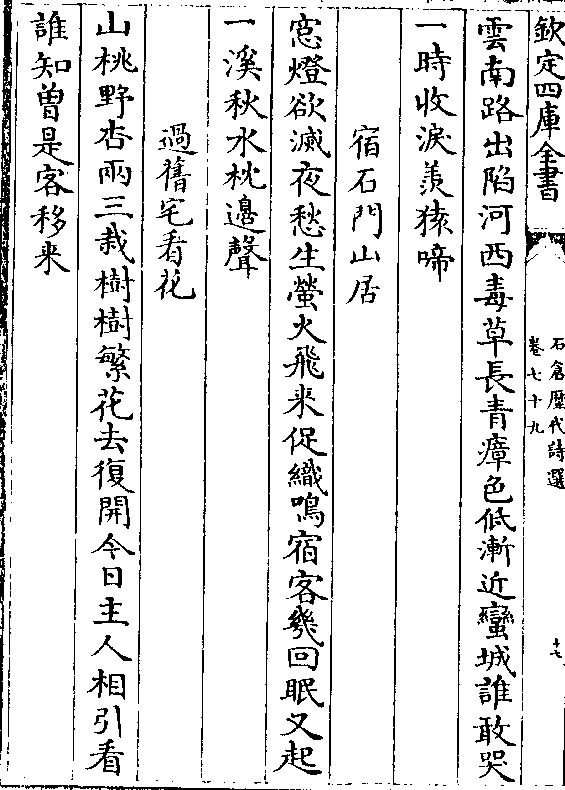 欽定四庫全書
石倉歷代詩選
卷七十九
十七
雲南路出陷河西毒草長青瘴色低漸近蠻城誰敢哭
一時收淚羨猿啼
宿石門山居
窓燈欲滅夜愁生螢火飛来促織鳴宿客幾回眠又起
一溪秋水枕邊聲
過舊宅看花
山桃野杏兩三栽樹樹繁花去復開今日主人相引看
誰知曽是客移来